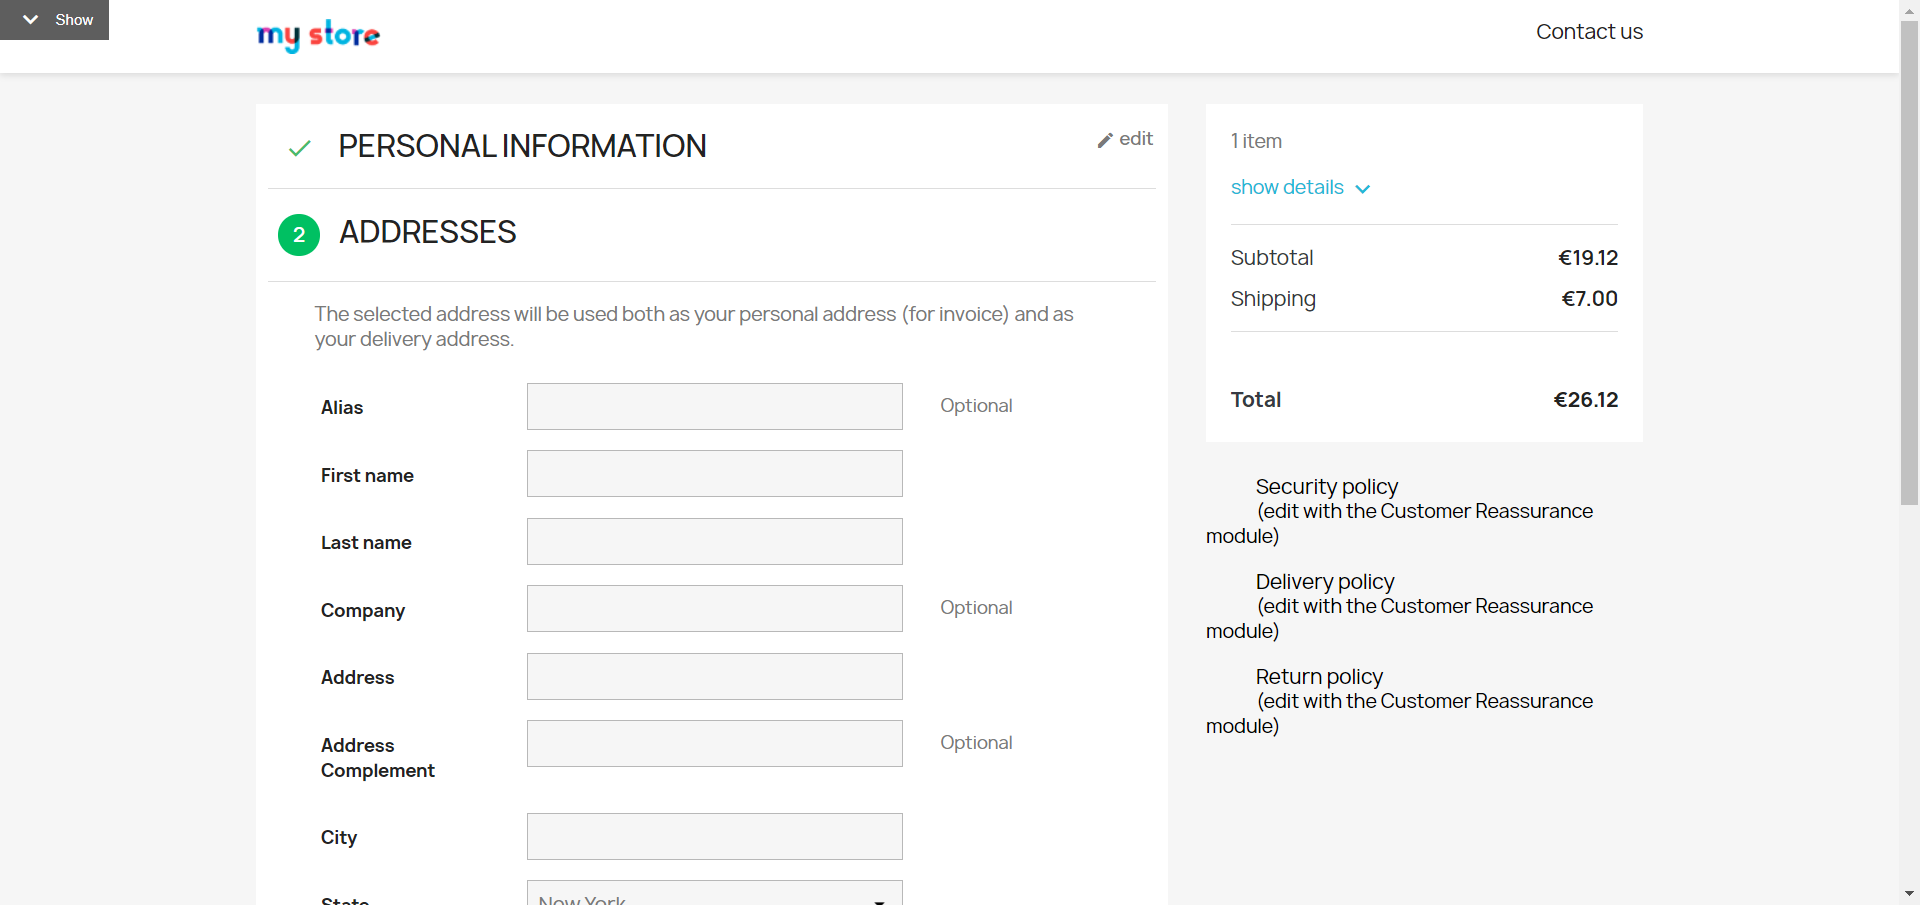 Show
my store
Contact us
PERSONAL INFORMATION
edit
2
ADDRESSES
The selected address will be used both as your personal address (for invoice) and as
your delivery address.
Alias
Optional
First name
Last name
Company
Optional
Address
Address
Complement
Optional
City
State
New York
1 item
show details
Subtotal
€19.12
Shipping
€7.00
Total
€26.12
Security policy
(edit with the Customer Reassurance
module)
Delivery policy
(edit with the Customer Reassurance
module)
Return policy
(edit with the Customer Reassurance
module)